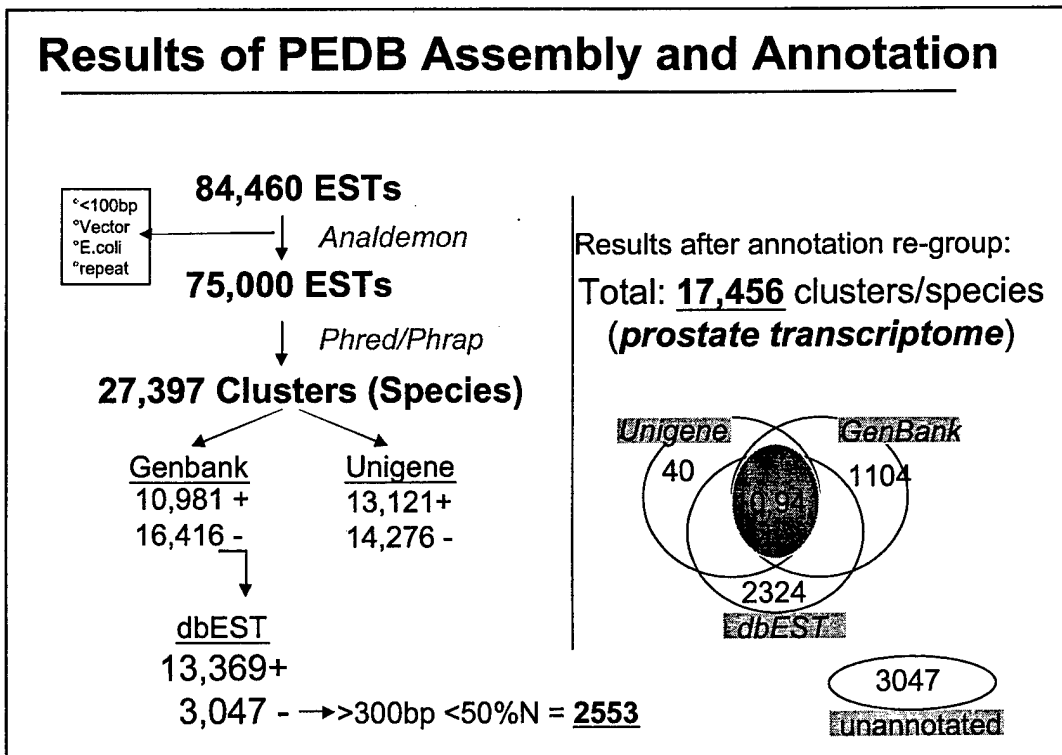 Results of PEDB Assembly and Annotation
84,460 ESTs
°<100bp
°Vector
°E.coli
°repeat
Analdemon
75,000 ESTs
Phred/Phrap
27,397 Clusters (Species)
Genbank
10,981 +
16,416 -
Unigene
13,121+
14,276 -
dbEST
13,369+
3,047 - >300bp <50%N = 2553
Results after annotation re-group:
Total: 17,456 clusters/species
(prostate transcriptome)
Unigene
GenBank
40
1104
2324
dbEST
3047
unannotated